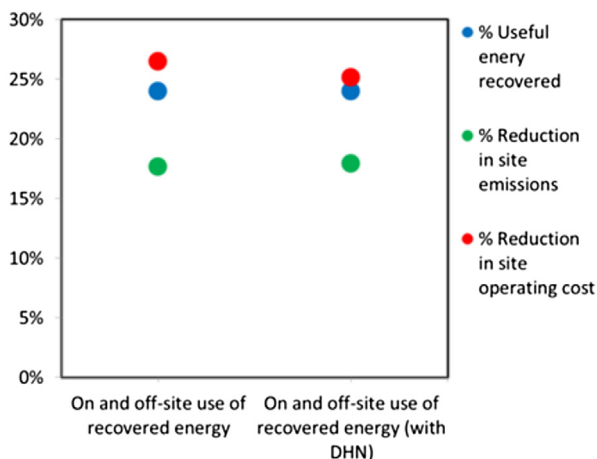 30%
25%
20%
15%
10%
5%
0%
On and off-site use of
recovered energy
On and off-site use of
recovered energy (with
DHN)
% Useful
enery
recovered
% Reduction
in site
emissions
% Reduction
in site
operating cost